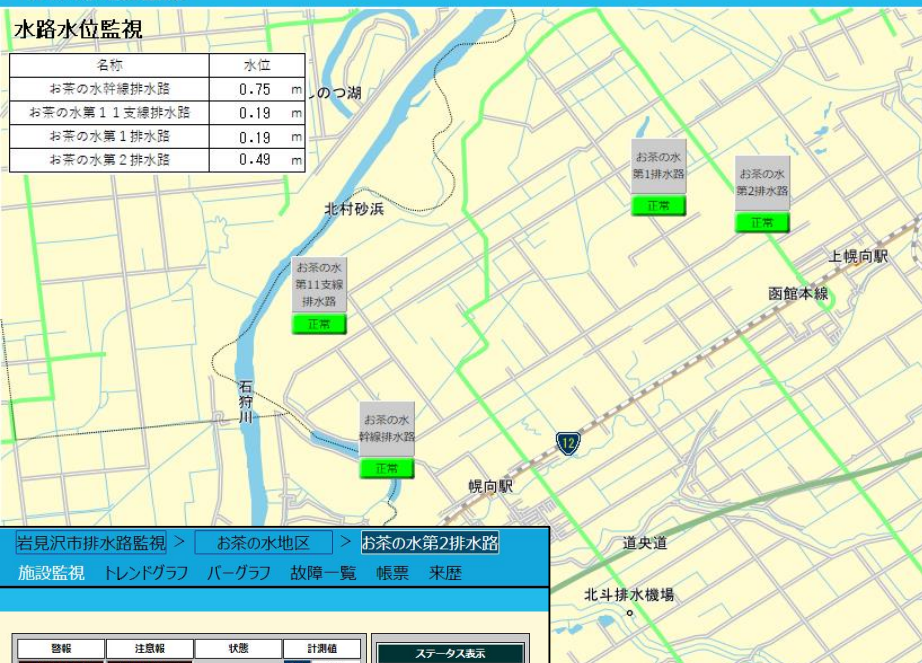 水路水位監視
名称 水位
お茶の水幹線排水路 0.75 m
お茶の水第11支線排水路 0.19 m
お茶の水第1排水路 0.19 m
お茶の水第2排水路 0.49 m
のつ湖
お茶の水
第1排水路
正常
お茶の水
第2排水路
正常
北村砂浜
上幌向駅
お茶の水
第11支線
排水路
正常
函館本線
石狩川
お茶の水
幹線排水路
正常
12
幌向駅
岩見沢市排水路監視 > お茶の水地区 > お茶の水第2排水路
施設監視 トレンドグラフ バーグラフ 故障一覧 帳票 来歴
道央道
北斗排水機場
警報 注意報 状態 計測値 ステータス表示